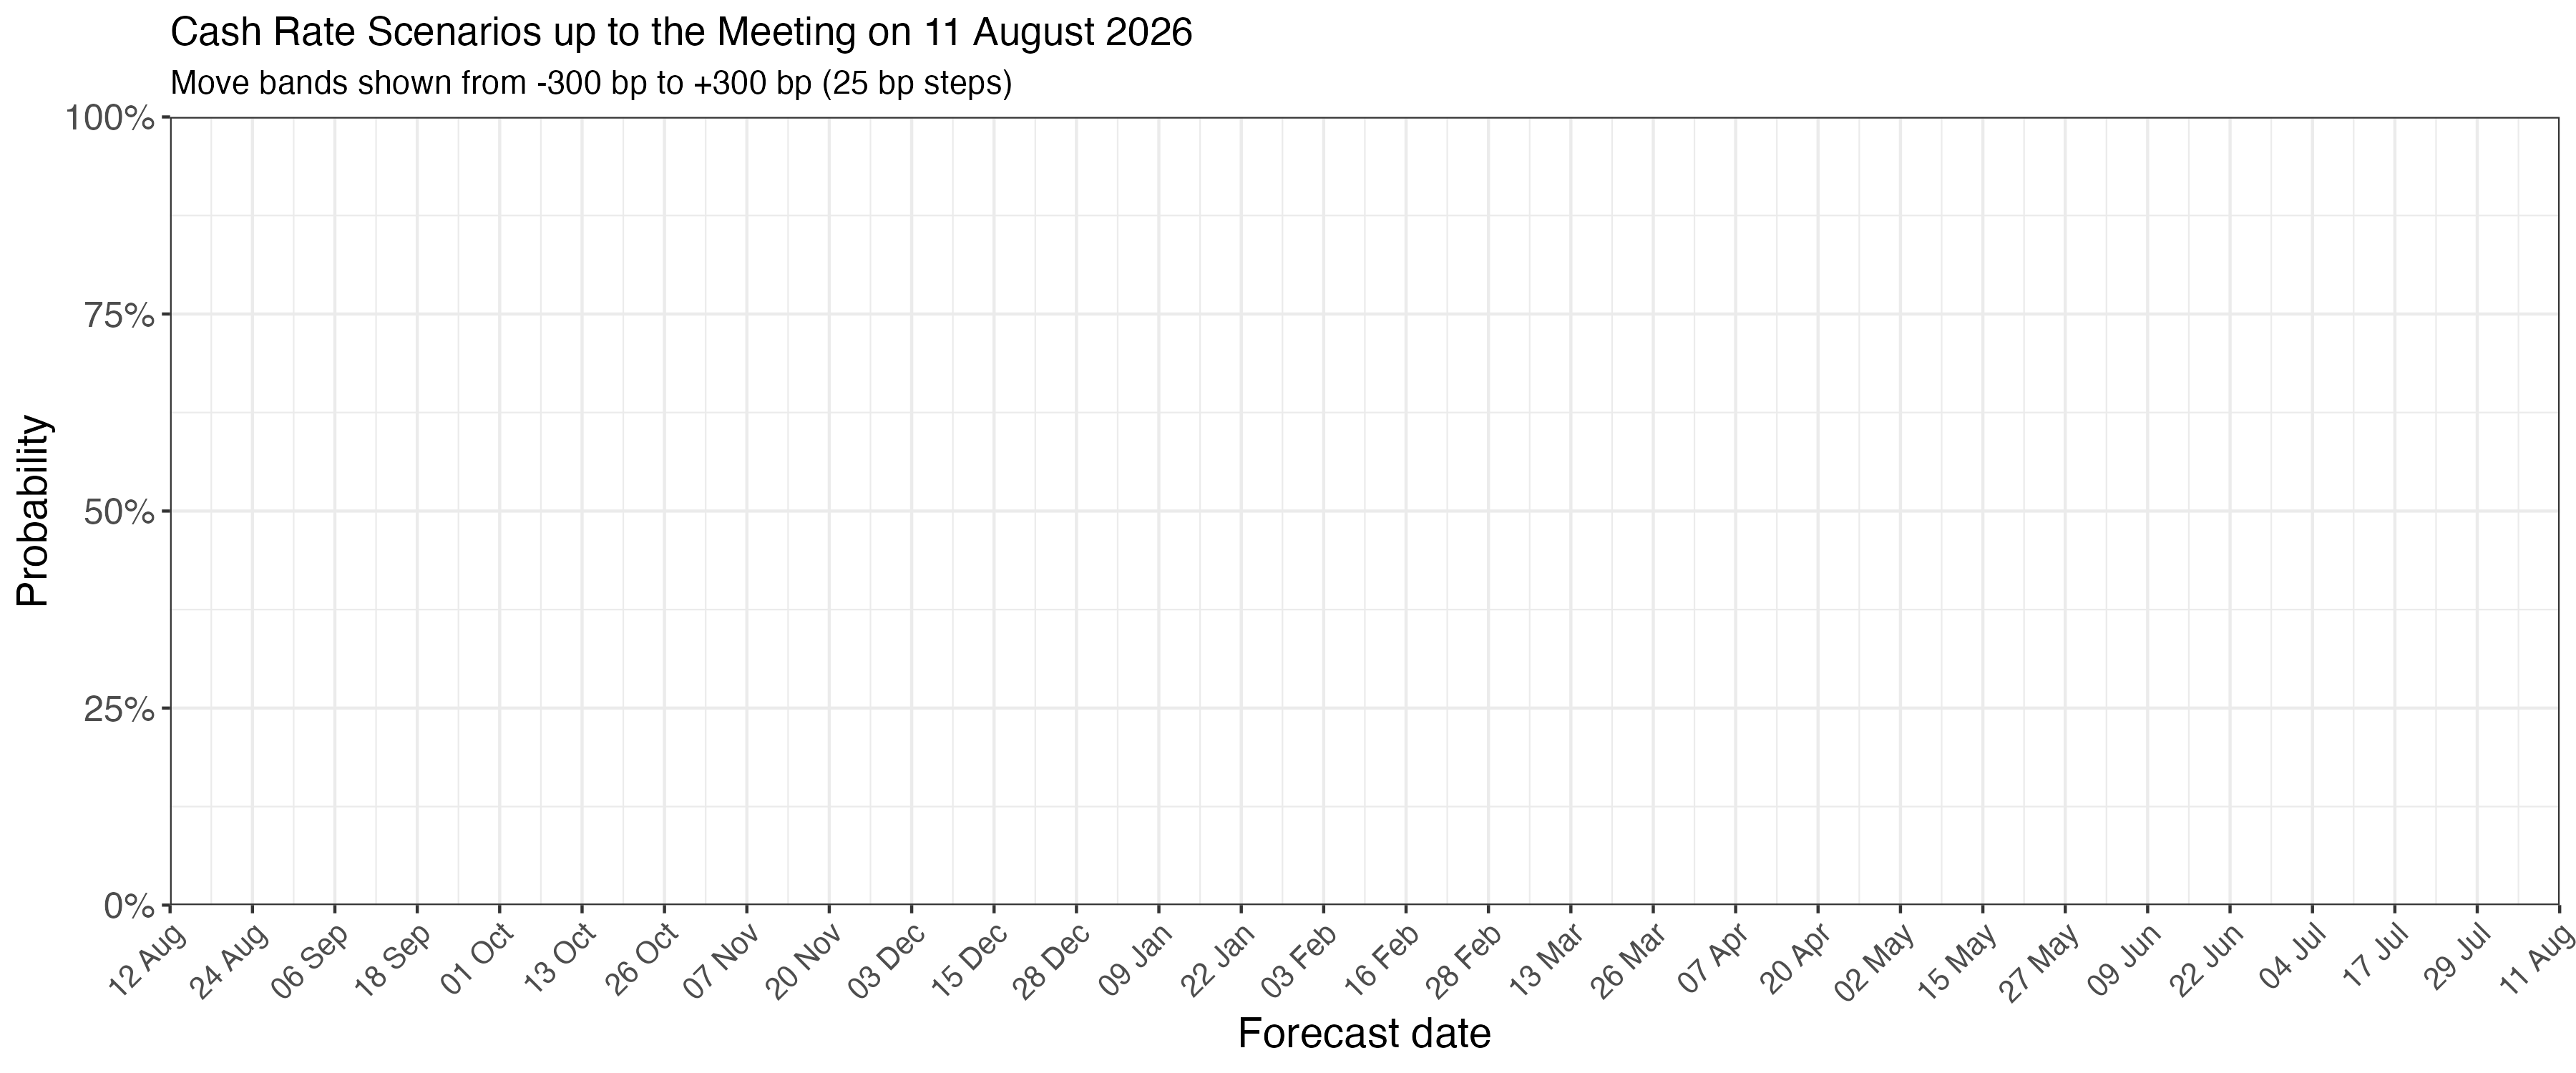 Cash Rate Scenarios up to the Meeting on 11 August 2026
Move bands shown from -300 bp to +300 bp (25 bp steps)
Probability
100%
75%
50%
25%
0%
12 Aug
24 Aug
06 Sep
18 Sep
01 Oct
13 Oct
26 Oct
07 Nov
20 Nov
03 Dec
15 Dec
28 Dec
09 Jan
22 Jan
03 Feb
16 Feb
28 Feb
13 Mar
26 Mar
07 Apr
20 Apr
02 May
15 May
27 May
09 Jun
22 Jun
04 Jul
17 Jul
29 Jul
11 Aug
Forecast date